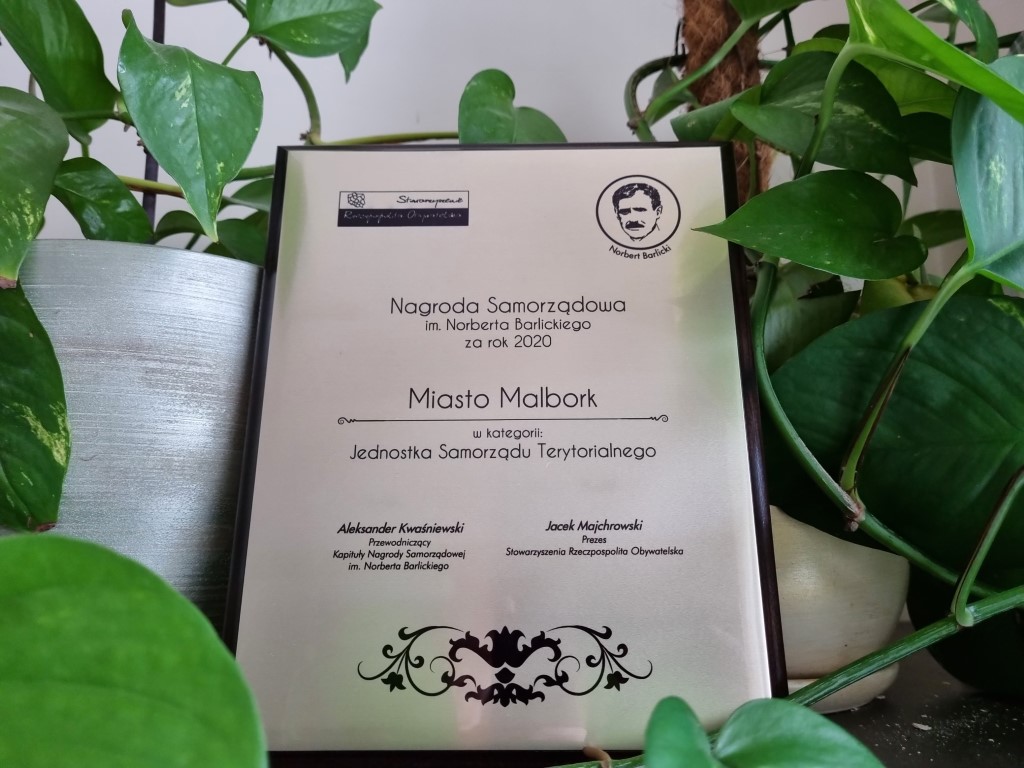 Stowarzyszenie
Rzeczpospolita Obywatelska
Norbert Barlicki
Nagroda Samorządowa
im. Norberta Barlickiego
za rok 2020
Miasto Malbork
w kategorii:
Jednostka Samorządu Terytorialnego
Aleksander Kwaśniewski
Przewodniczący
Kapituły Nagrody Samorządowej
im. Norberta Barlickiego
Jacek Majchrowski
Prezes
Stowarzyszenia Rzeczpospolita Obywatelska